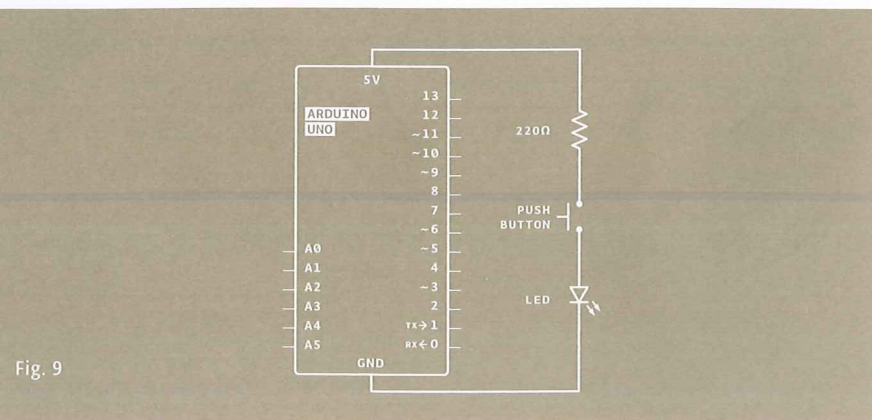 5V
ARDUINO
UNO
13
12
~11
~10
~9
8
7
~6
~5
4
~3
2
TX→1
RX←0
A0
A1
A2
A3
A4
A5
GND
220Ω
PUSH
BUTTON
LED
Fig. 9